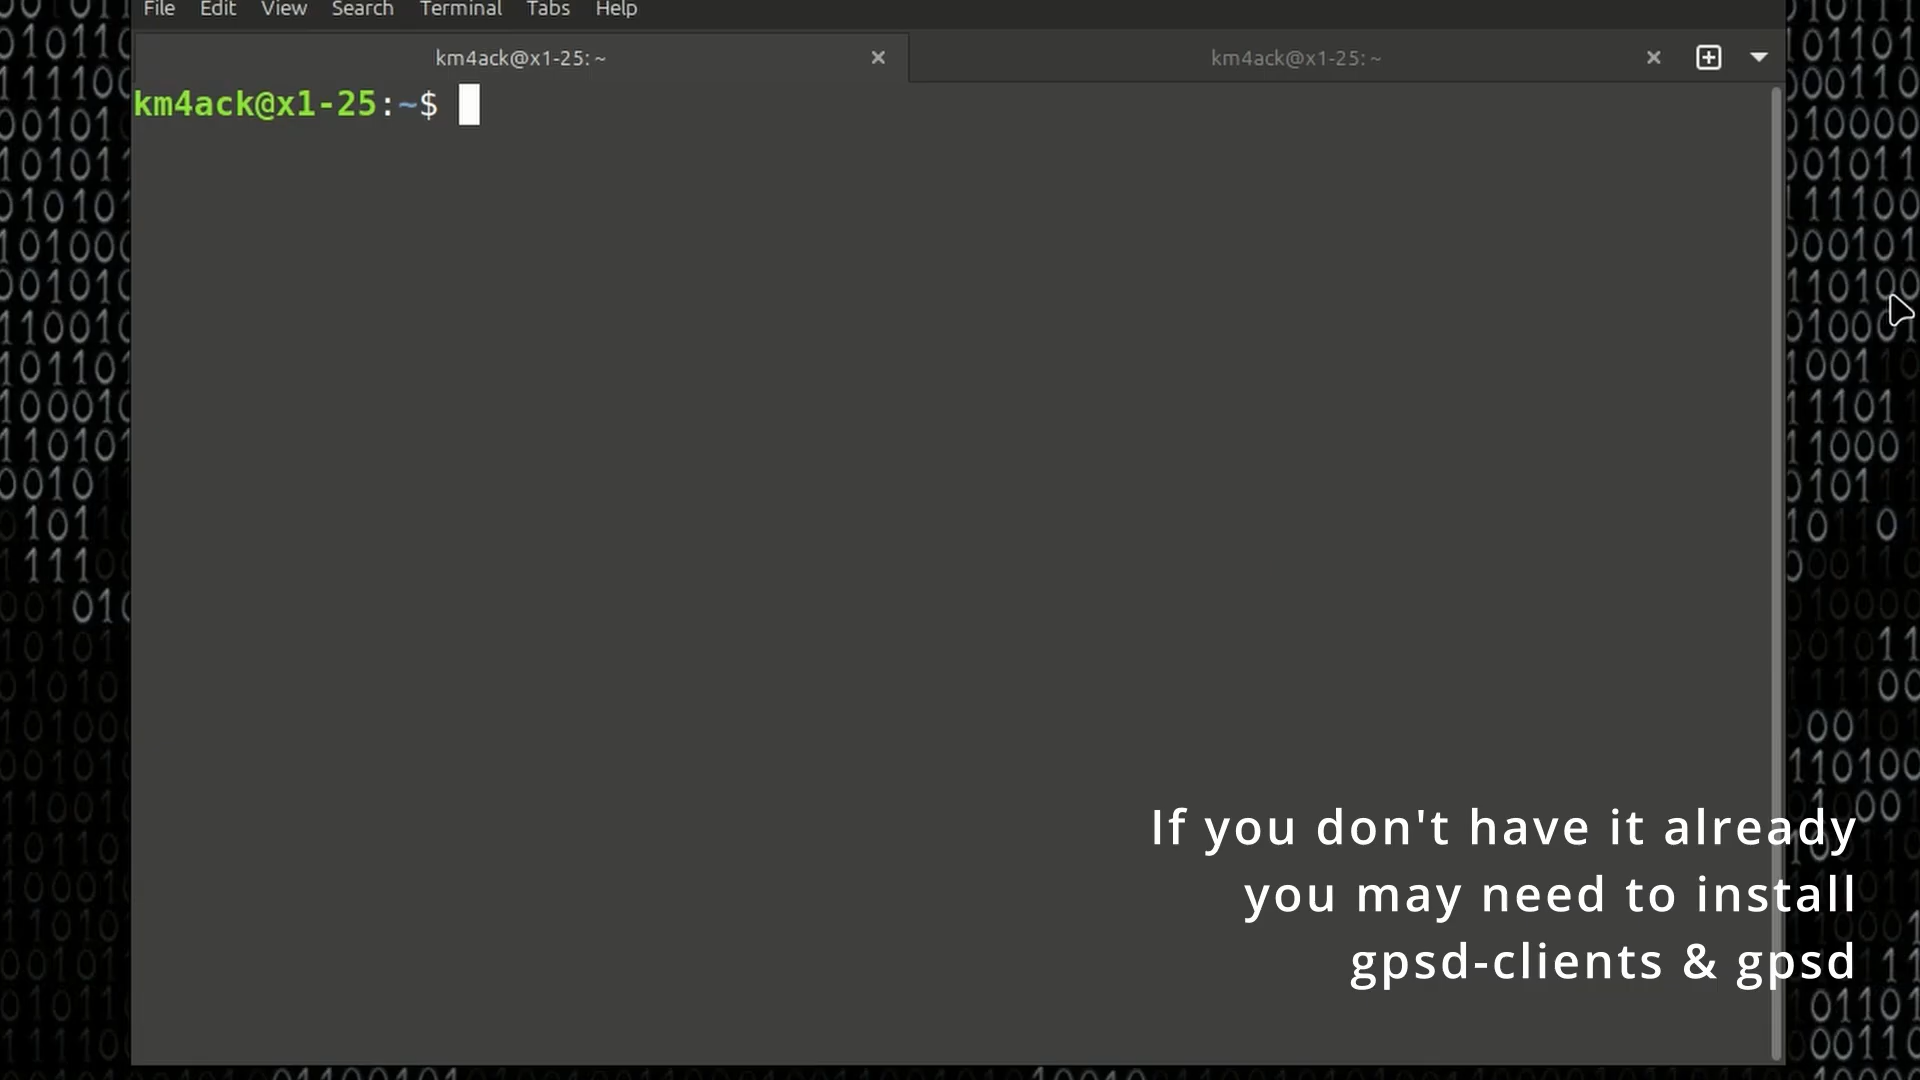 File Edit View Search Terminal Tabs Help
km4ack@x1-25: ~
km4ack@x1-25: ~
km4ack@x1-25:~$
If you don't have it already
you may need to install
gpsd-clients & gpsd